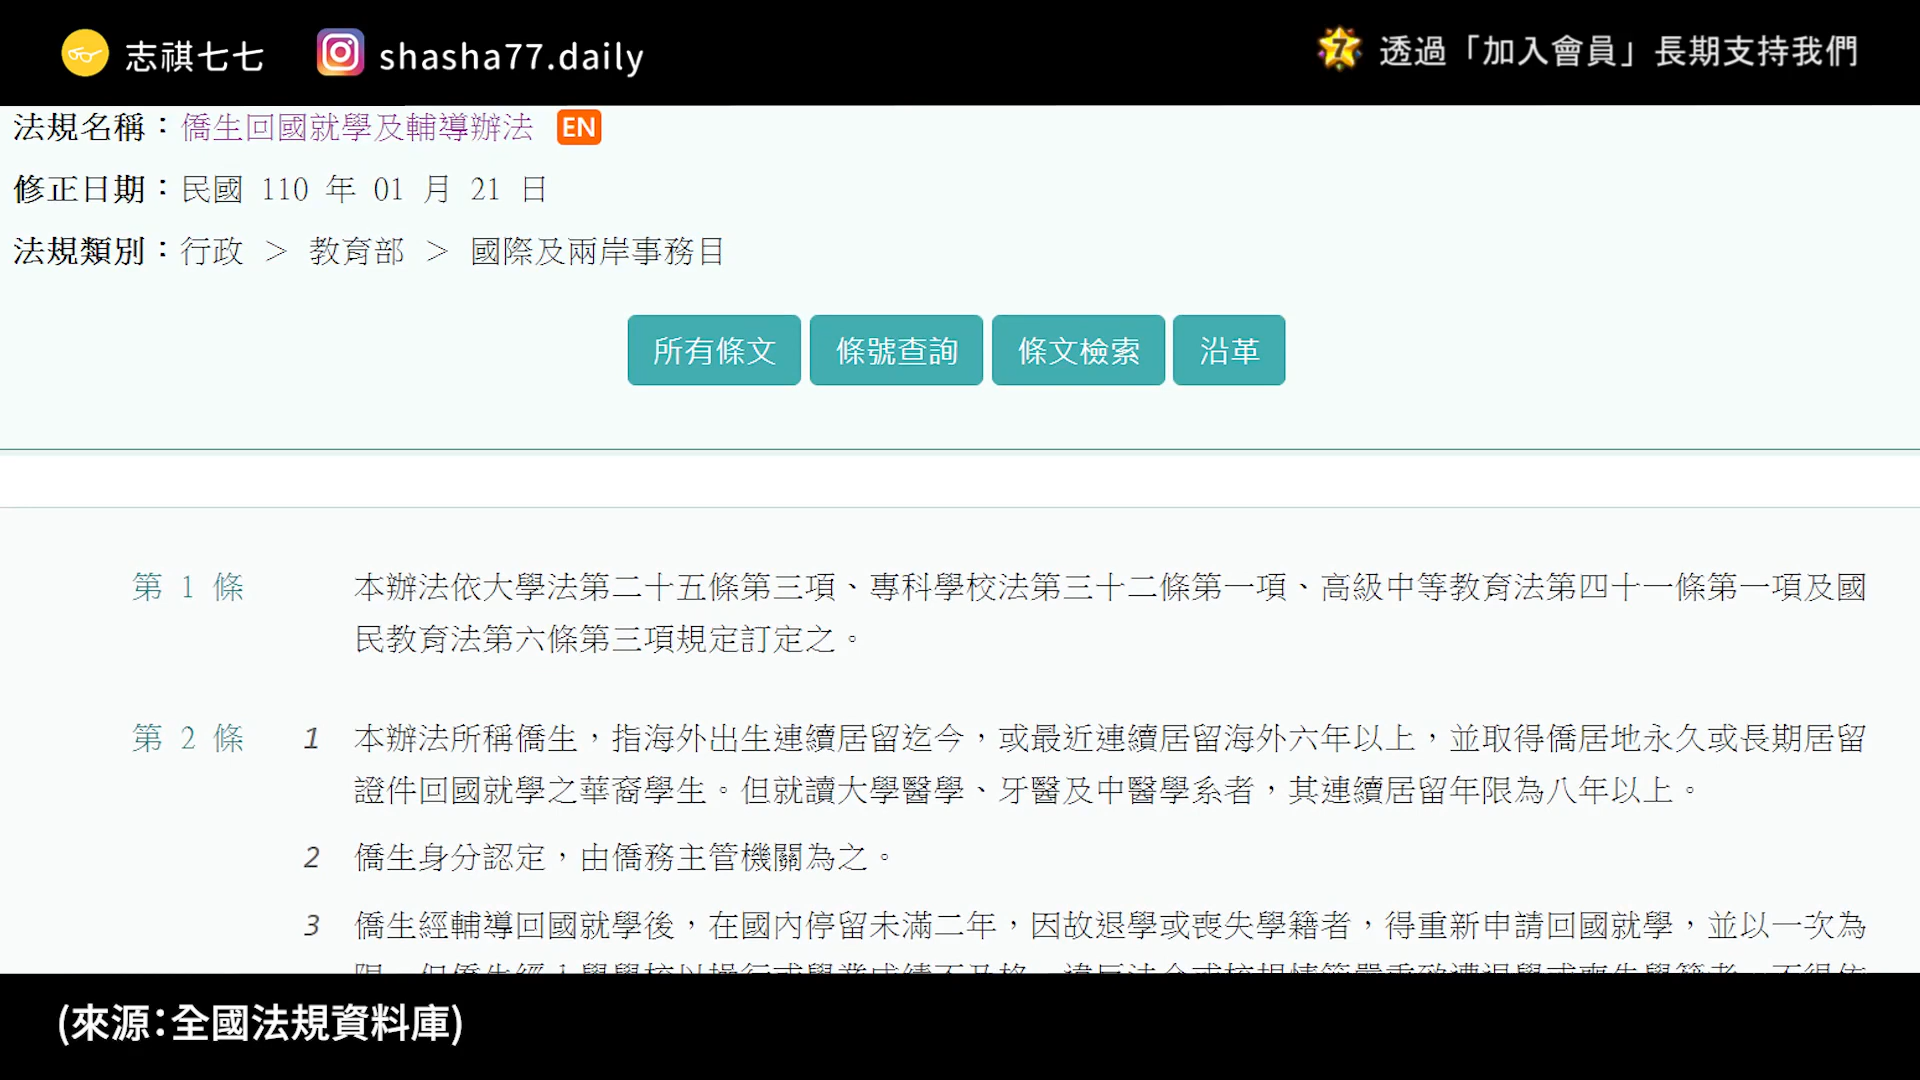 志祺七七 shasha77.daily 7 透過「加入會員」長期支持我們
法規名稱：僑生回國就學及輔導辦法 EN
修正日期：民國 110 年 01 月 21 日
法規類別：行政 ＞ 教育部 ＞ 國際及兩岸事務目
所有條文 條號查詢 條文檢索 沿革
第 1 條 本辦法依大學法第二十五條第三項、專科學校法第三十二條第一項、高級中等教育法第四十一條第一項及國
民教育法第六條第三項規定訂定之。
第 2 條 1 本辦法所稱僑生，指海外出生連續居留迄今，或最近連續居留海外六年以上，並取得僑居地永久或長期居留
證件回國就學之華裔學生。但就讀大學醫學、牙醫及中醫學系者，其連續居留年限為八年以上。
2 僑生身分認定，由僑務主管機關為之。
3 僑生經輔導回國就學後，在國內停留未滿二年，因故退學或喪失學籍者，得重新申請回國就學，並以一次為
(來源：全國法規資料庫)